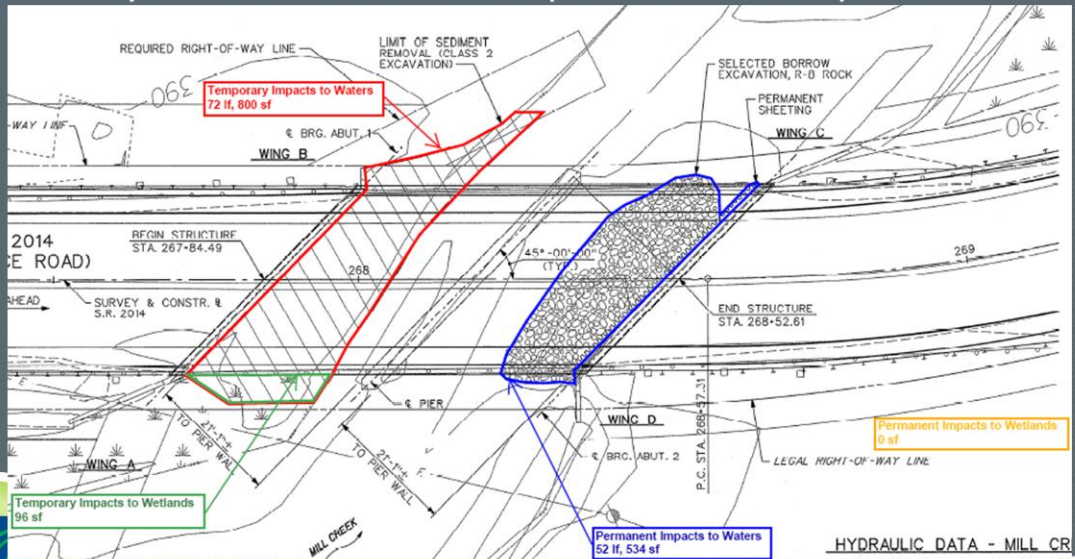 REQUIRED RIGHT-OF-WAY LINE
LIMIT OF SEDIMENT
REMOVAL (CLASS 2
EXCAVATION)
SELECTED BORROW
EXCAVATION, R-8 ROCK
PERMANENT
SHEETING
390
Temporary Impacts to Waters
72 lf, 800 sf
-WAY LINE
℄ BRG. ABUT. 1
WING B
WING C
390
2014
CE ROAD)
BEGIN STRUCTURE
STA. 267+84.49
45°-00'-00"
(TYP.)
268
269
AHEAD
SURVEY & CONSTR. ℄
S.R. 2014
END STRUCTURE
STA. 268+52.61
℄ PIER
21'-1"±
TO PIER WALL
21'-1"±
TO PIER WALL
WING D
P.C. STA. 268+57.31
Permanent Impacts to Wetlands
0 sf
WING A
℄ BRG. ABUT. 2
LEGAL RIGHT-OF-WAY LINE
Temporary Impacts to Wetlands
96 sf
MILL CREEK
Permanent Impacts to Waters
52 lf, 534 sf
HYDRAULIC DATA - MILL CR